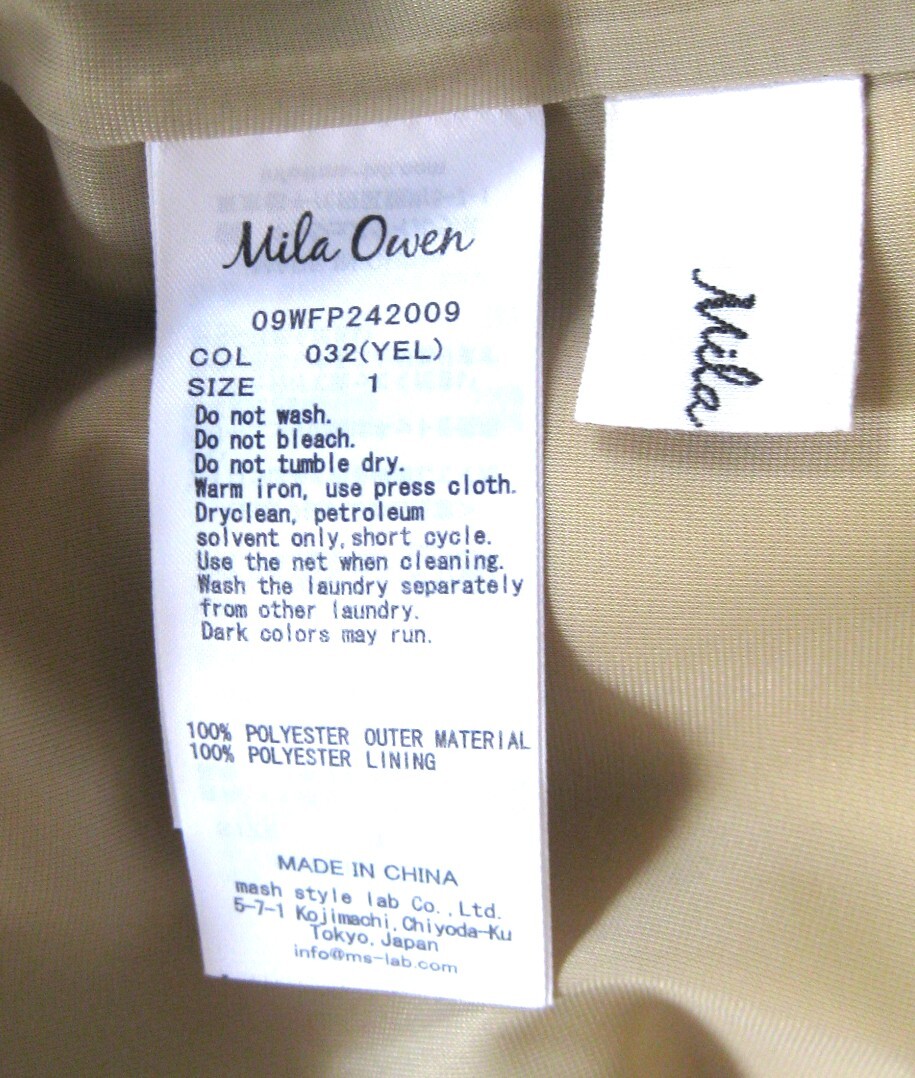 Mila Owen
09WFP242009
COL 032(YEL)
SIZE 1
Do not wash.
Do not bleach.
Do not tumble dry.
Warm iron, use press cloth.
Dryclean, petroleum
solvent only,short cycle.
Use the net when cleaning.
Wash the laundry separately
from other laundry.
Dark colors may run.
100% POLYESTER OUTER MATERIAL
100% POLYESTER LINING
MADE IN CHINA
mash style lab Co.,Ltd.
5-7-1 Kojimachi,Chiyoda-Ku
Tokyo,Japan
info@ms-lab.com
Mila